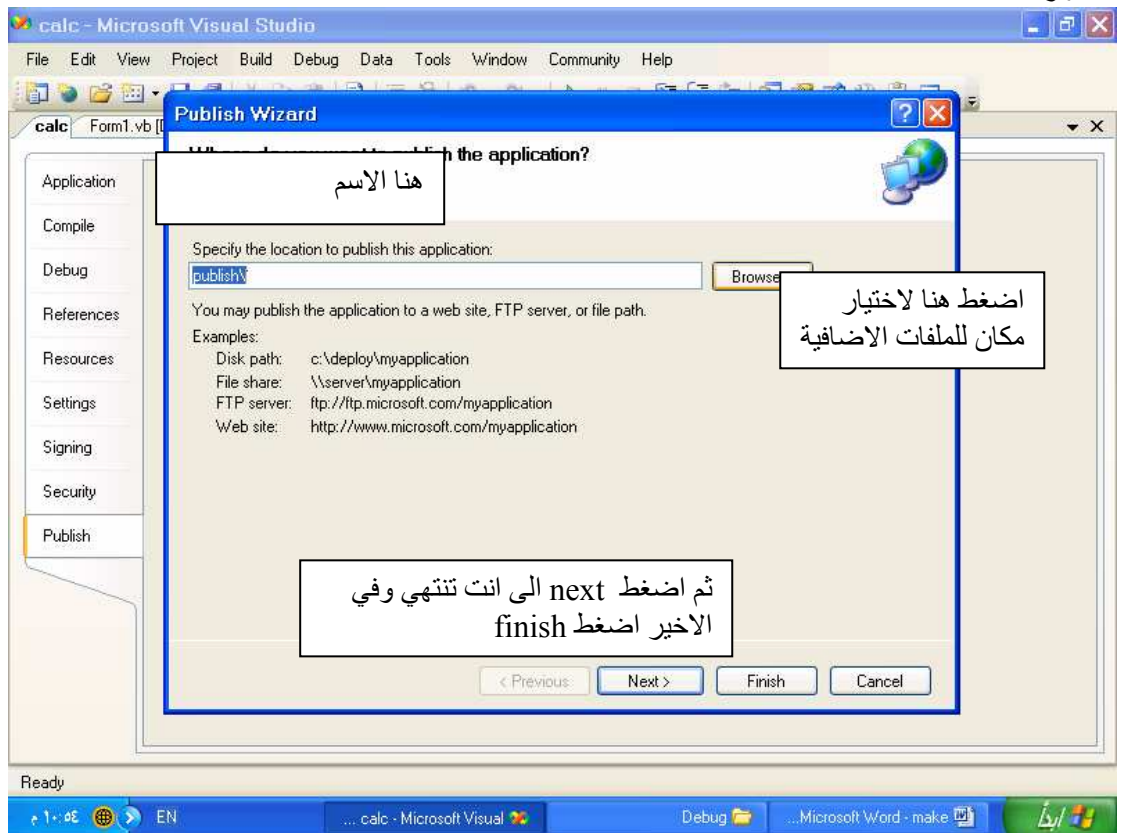 calc - Microsoft Visual Studio
File Edit View Project Build Debug Data Tools Window Community Help
calc Form1.vb
Publish Wizard
the application?
هنا الاسم
Application
Compile
Debug
References
Resources
Settings
Signing
Security
Publish
Specify the location to publish this application:
publish\
Browse
اضغط هنا لاختيار
مكان للملفات الاضافية
You may publish the application to a web site, FTP server, or file path.
Examples:
Disk path: c:\deploy\myapplication
File share: \\server\myapplication
FTP server: ftp://ftp.microsoft.com/myapplication
Web site: http://www.microsoft.com/myapplication
ثم اضغط next الى انت تنتهي وفي
الاخير اضغط finish
< Previous Next > Finish Cancel
Ready
١٠:٥٤ م EN ... calc - Microsoft Visual Debug ...Microsoft Word - make ابدأ